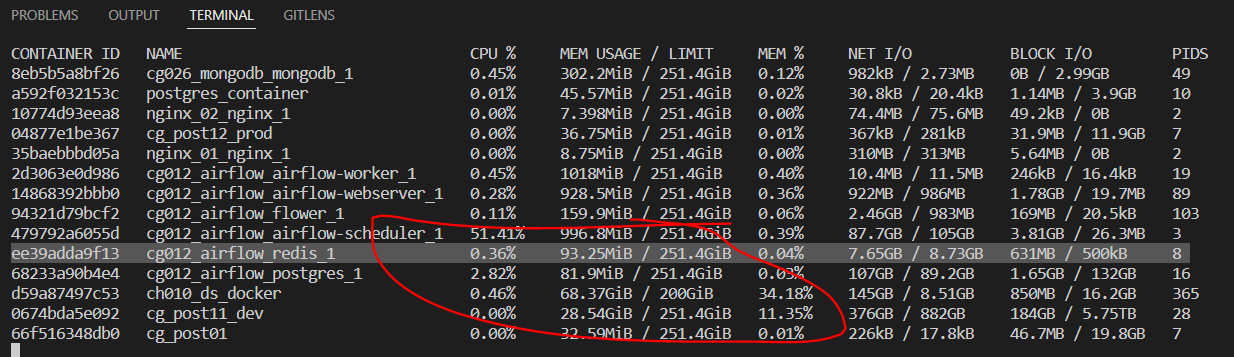 PROBLEMS OUTPUT TERMINAL GITLENS
CONTAINER ID NAME CPU % MEM USAGE / LIMIT MEM % NET I/O BLOCK I/O PIDS
8eb5b5a8bf26 cg026_mongodb_mongodb_1 0.45% 302.2MiB / 251.4GiB 0.12% 982kB / 2.73MB 0B / 2.99GB 49
a592f032153c postgres_container 0.01% 45.57MiB / 251.4GiB 0.02% 30.8kB / 20.4kB 1.14MB / 3.9GB 10
10774d93eea8 nginx_02_nginx_1 0.00% 7.398MiB / 251.4GiB 0.00% 74.4MB / 75.6MB 49.2kB / 0B 2
04877e1be367 cg_post12_prod 0.00% 36.75MiB / 251.4GiB 0.01% 367kB / 281kB 31.9MB / 11.9GB 7
35baebbbd05a nginx_01_nginx_1 0.00% 8.75MiB / 251.4GiB 0.00% 310MB / 313MB 5.64MB / 0B 2
2d3063e0d986 cg012_airflow_airflow-worker_1 0.45% 1018MiB / 251.4GiB 0.40% 10.4MB / 11.5MB 246kB / 16.4kB 19
14868392bbb0 cg012_airflow_airflow-webserver_1 0.28% 928.5MiB / 251.4GiB 0.36% 922MB / 986MB 1.78GB / 19.7MB 89
94321d79bcf2 cg012_airflow_flower_1 0.11% 159.9MiB / 251.4GiB 0.06% 2.46GB / 983MB 169MB / 20.5kB 103
479792a6055d cg012_airflow_airflow-scheduler_1 51.41% 996.8MiB / 251.4GiB 0.39% 87.7GB / 105GB 3.81GB / 26.3MB 3
ee39adda9f13 cg012_airflow_redis_1 0.36% 93.25MiB / 251.4GiB 0.04% 7.65GB / 8.73GB 631MB / 500kB 8
68233a90b4e4 cg012_airflow_postgres_1 2.82% 81.9MiB / 251.4GiB 0.03% 107GB / 89.2GB 1.65GB / 132GB 16
d59a87497c53 ch010_ds_docker 0.46% 68.37GiB / 200GiB 34.18% 145GB / 8.51GB 850MB / 16.2GB 365
0674bda5e092 cg_post11_dev 0.00% 28.54GiB / 251.4GiB 11.35% 376GB / 882GB 184GB / 5.75TB 28
66f516348db0 cg_post01 0.00% 32.59MiB / 251.4GiB 0.01% 226kB / 17.8kB 46.7MB / 19.8GB 7